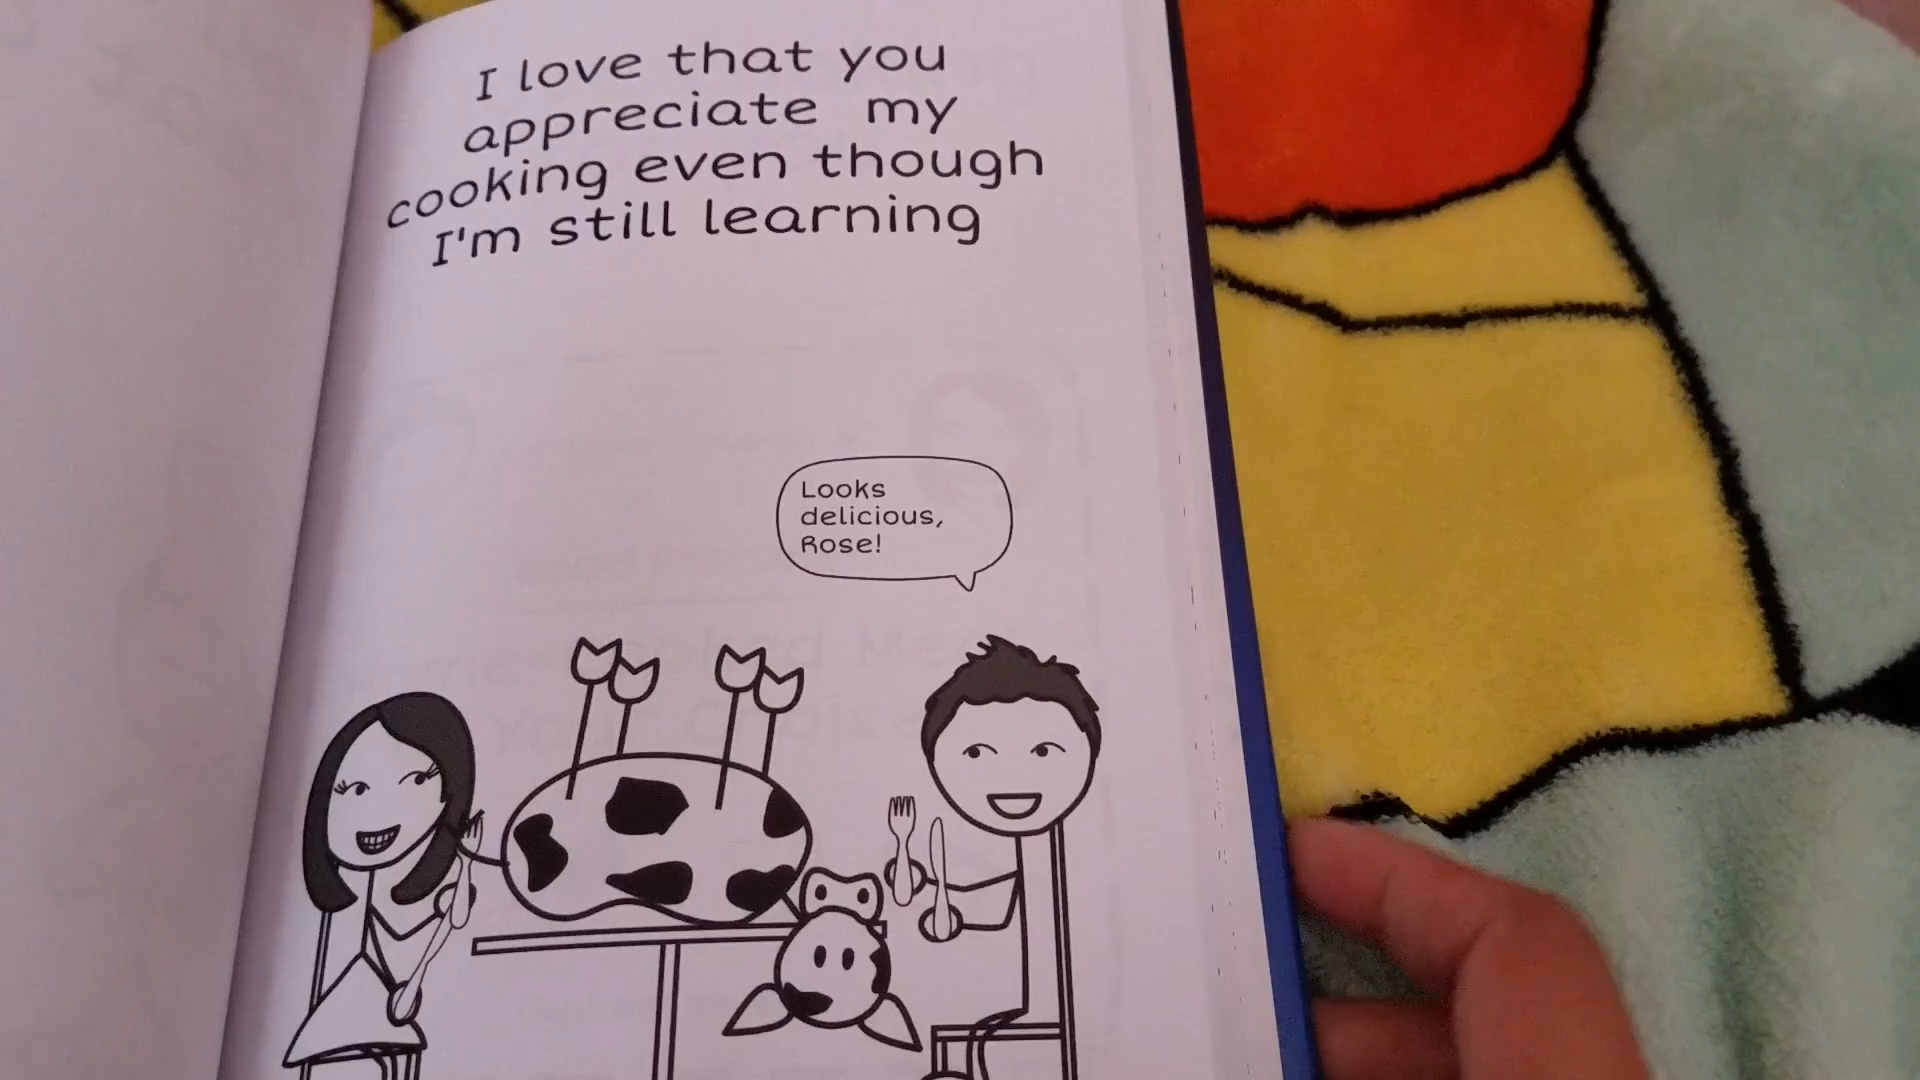 I love that you
appreciate my
cooking even though
I'm still learning
Looks
delicious,
Rose!